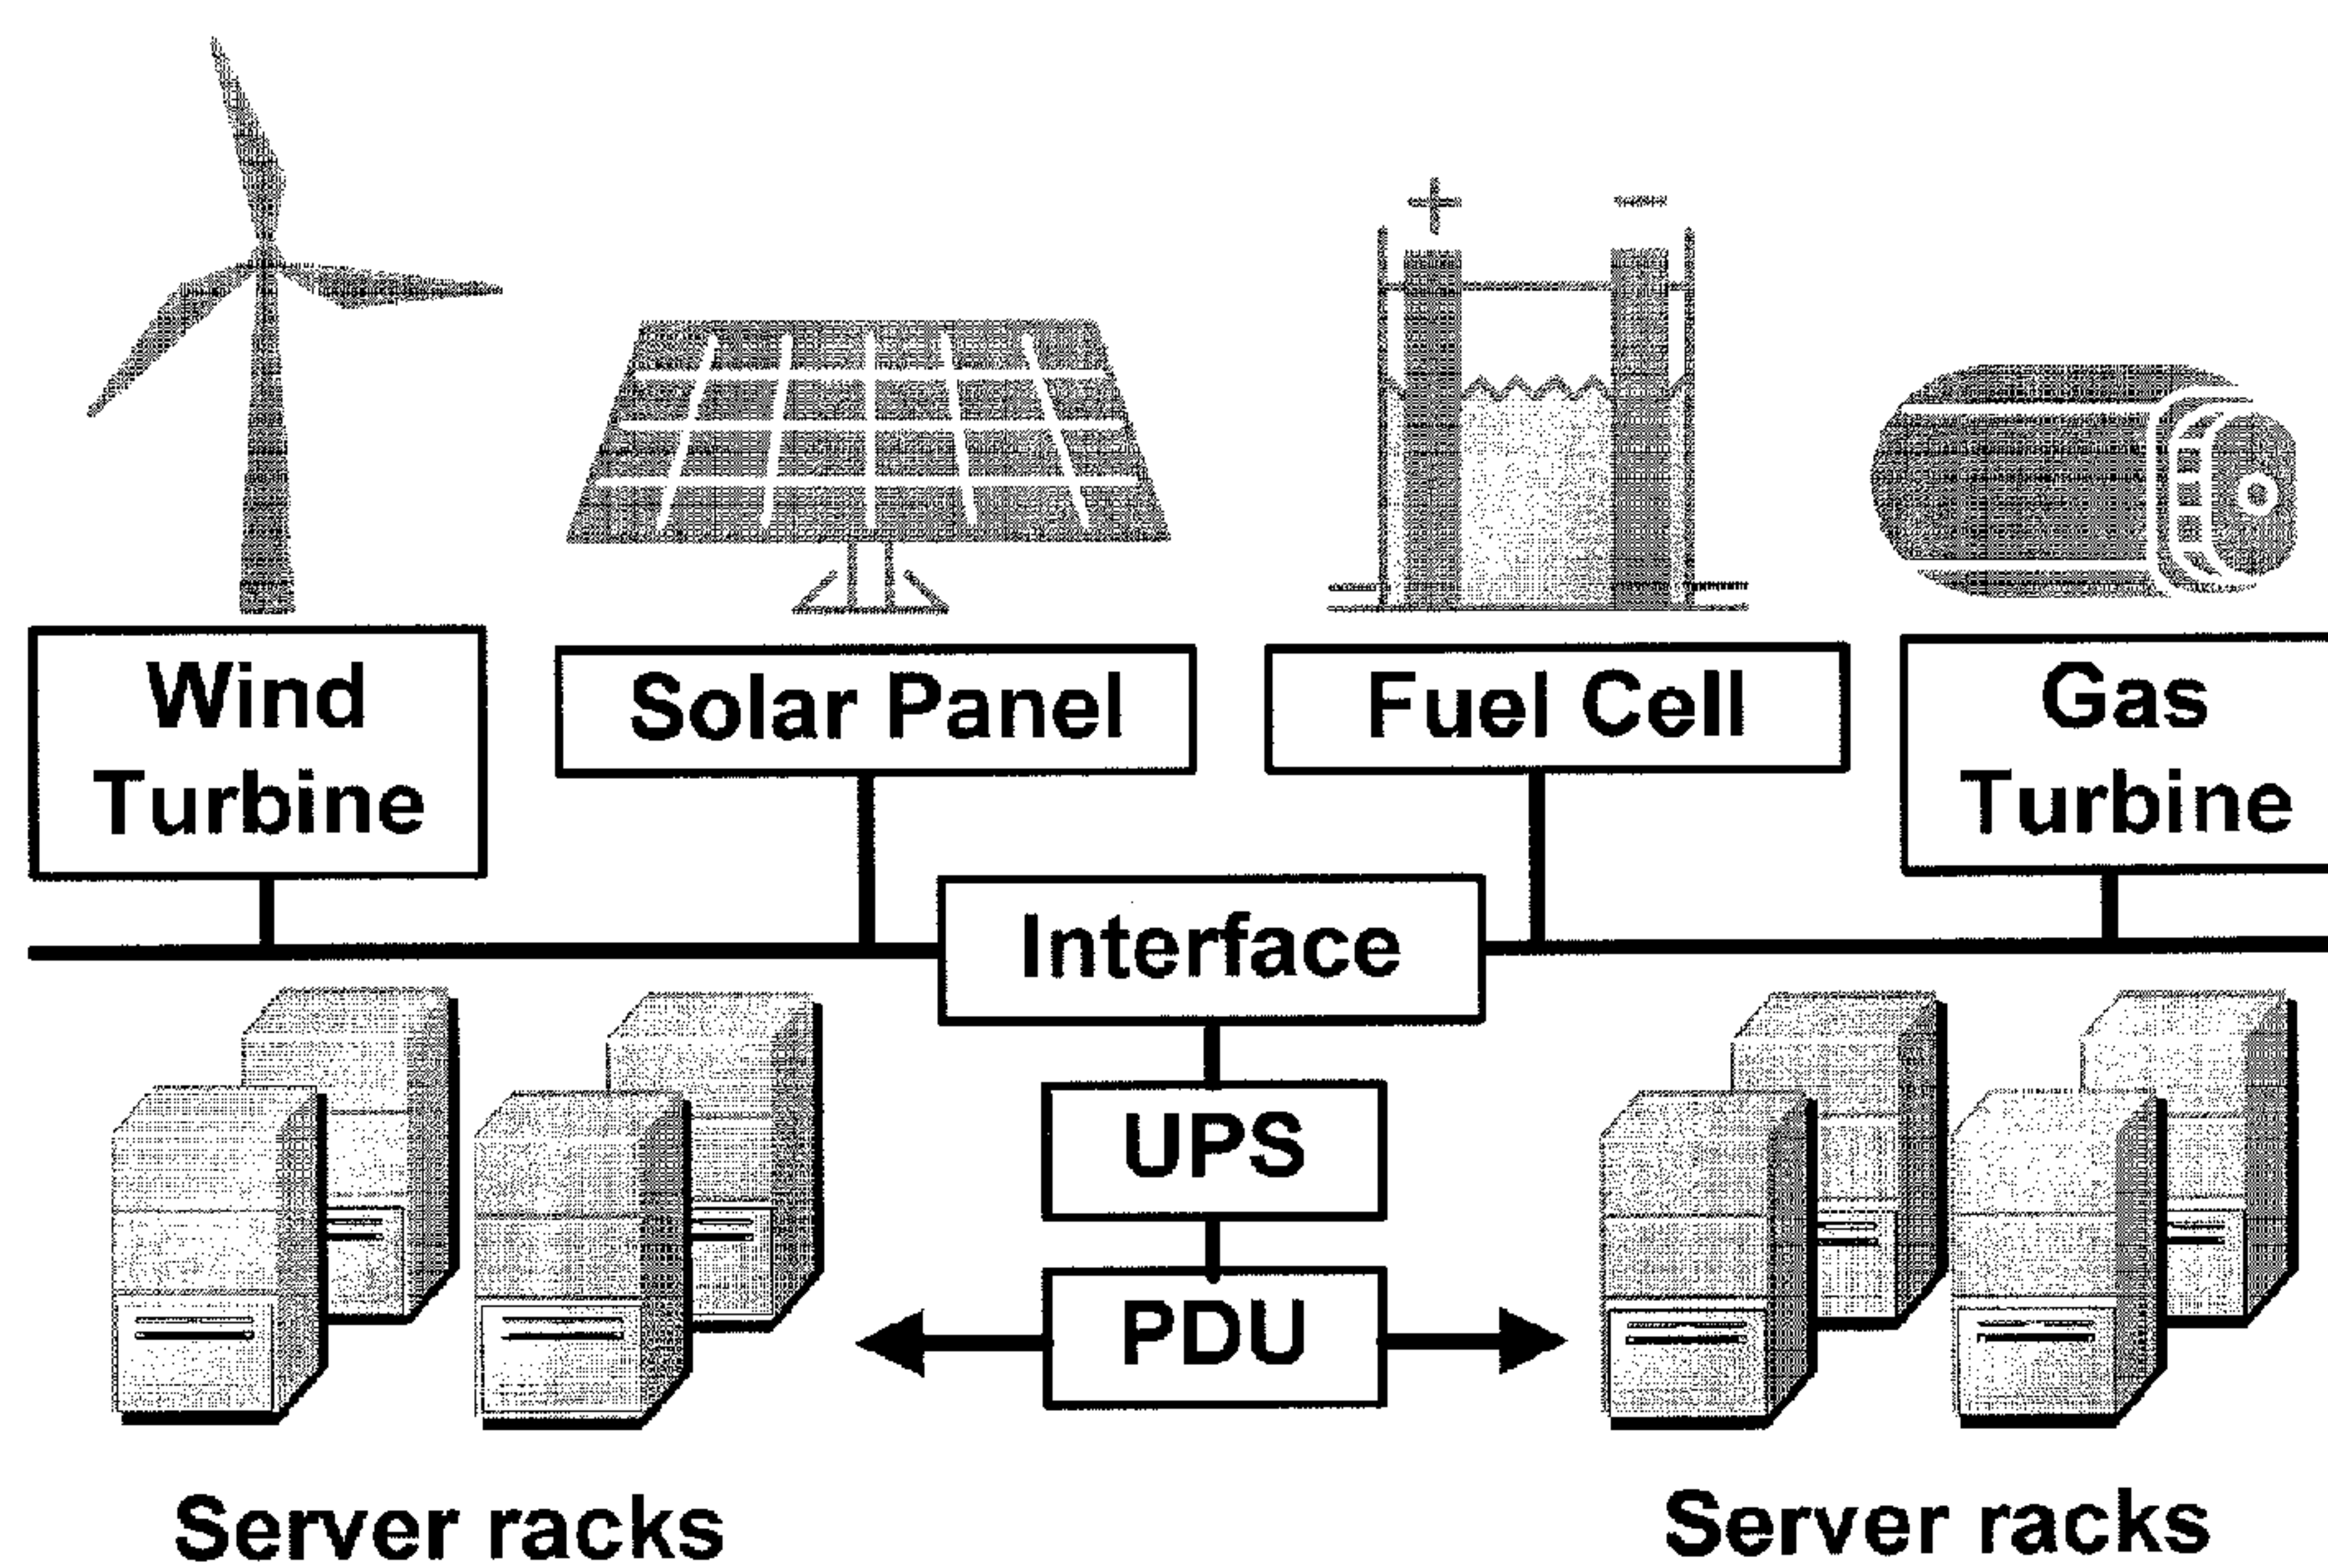 + −
Wind
Turbine
Solar Panel
Fuel Cell
Gas
Turbine
Interface
UPS
PDU
Server racks
Server racks